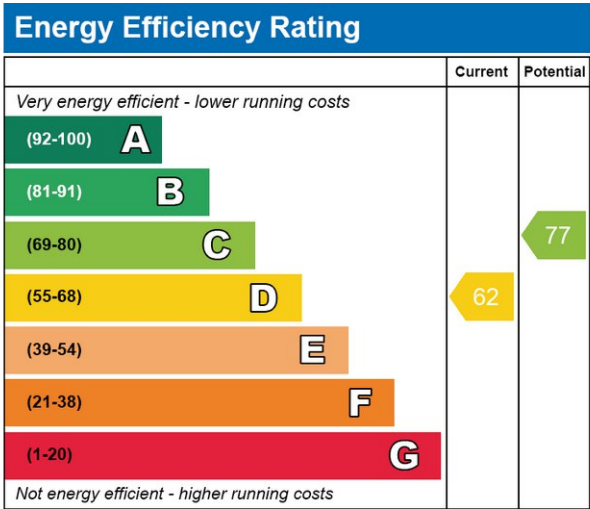 Energy Efficiency Rating
Current Potential
Very energy efficient - lower running costs
(92-100) A
(81-91) B
(69-80) C 77
(55-68) D 62
(39-54) E
(21-38) F
(1-20) G
Not energy efficient - higher running costs